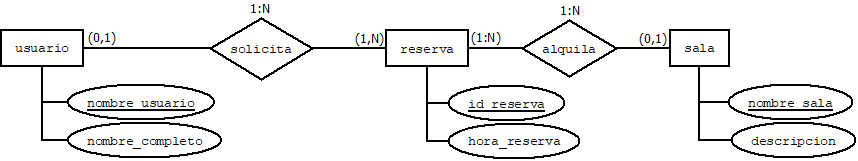 1:N 1:N
usuario (0,1) solicita (1,N) reserva (1:N) alquila (0,1) sala
nombre_usuario id_reserva nombre_sala
nombre_completo hora_reserva descripcion